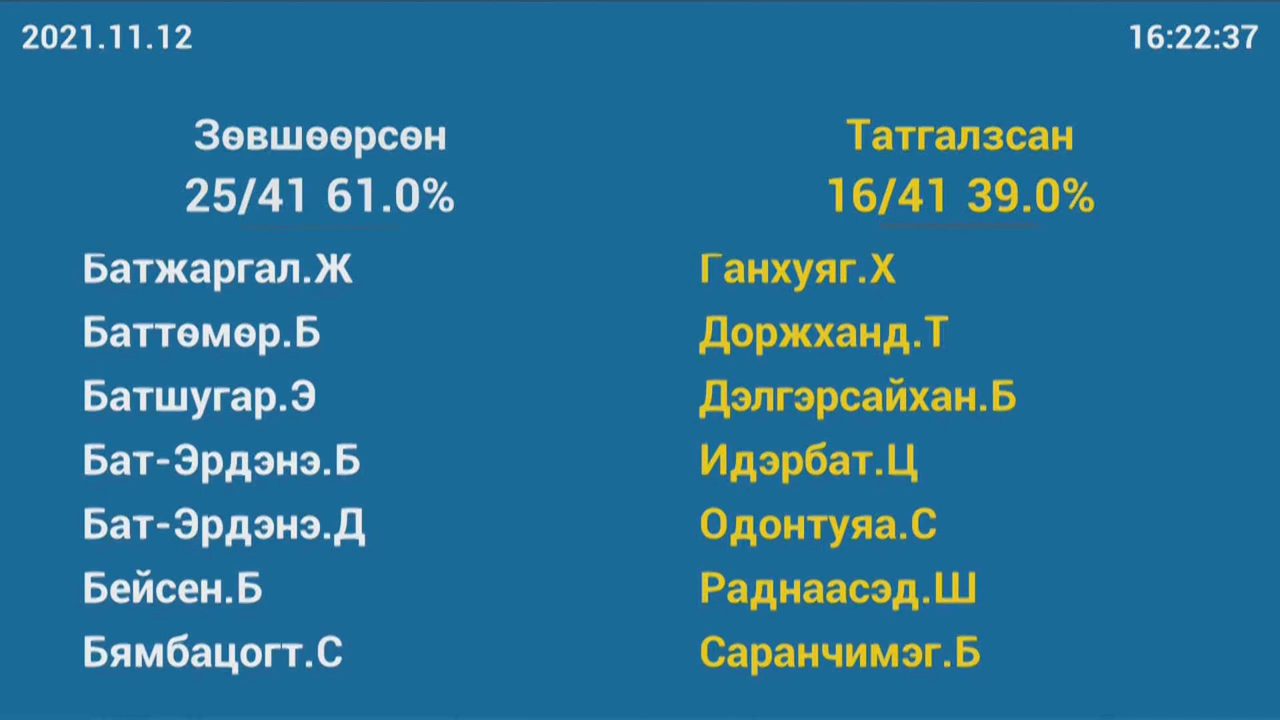 2021.11.12
16:22:37
Зөвшөөрсөн
25/41 61.0%
Батжаргал.Ж
Баттөмөр.Б
Батшугар.Э
Бат-Эрдэнэ.Б
Бат-Эрдэнэ.Д
Бейсен.Б
Бямбацогт.С
Татгалзсан
16/41 39.0%
Ганхуяг.Х
Доржханд.Т
Дэлгэрсайхан.Б
Идэрбат.Ц
Одонтуяа.С
Раднаасэд.Ш
Саранчимэг.Б